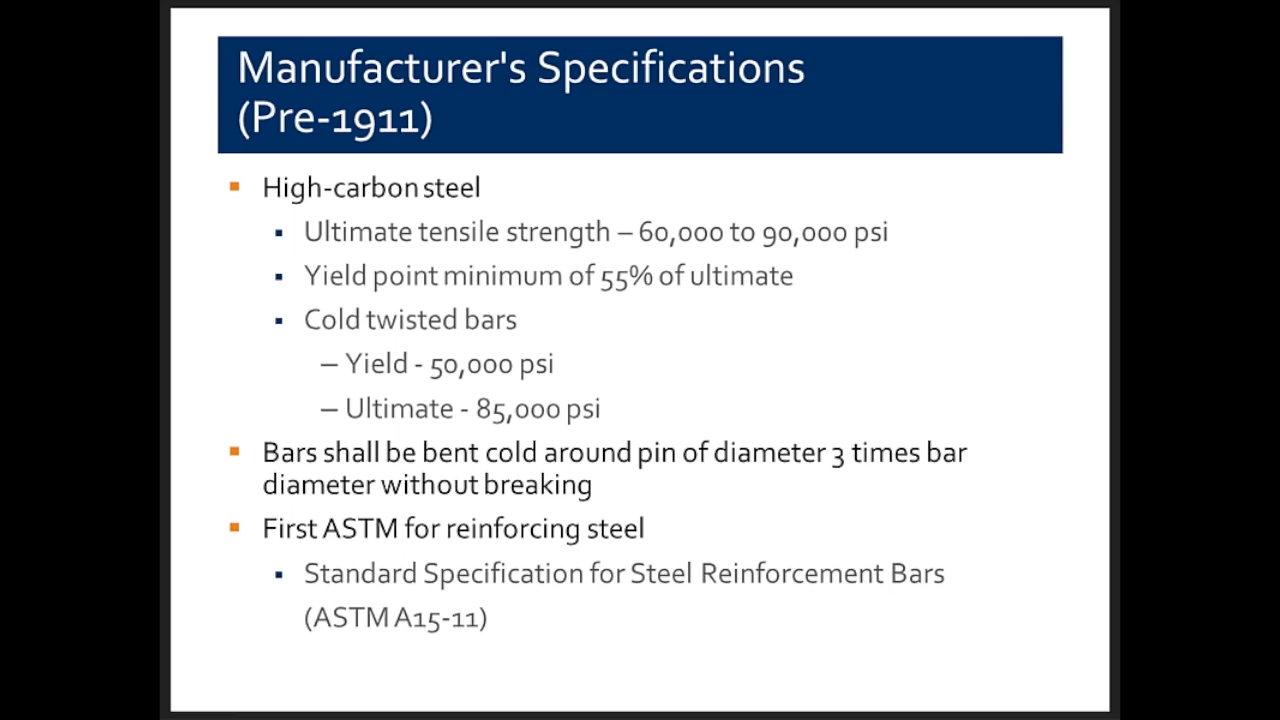 Manufacturer's Specifications
(Pre-1911)
▪ High-carbon steel
▪ Ultimate tensile strength – 60,000 to 90,000 psi
▪ Yield point minimum of 55% of ultimate
▪ Cold twisted bars
– Yield - 50,000 psi
– Ultimate - 85,000 psi
▪ Bars shall be bent cold around pin of diameter 3 times bar
diameter without breaking
▪ First ASTM for reinforcing steel
▪ Standard Specification for Steel Reinforcement Bars
(ASTM A15-11)